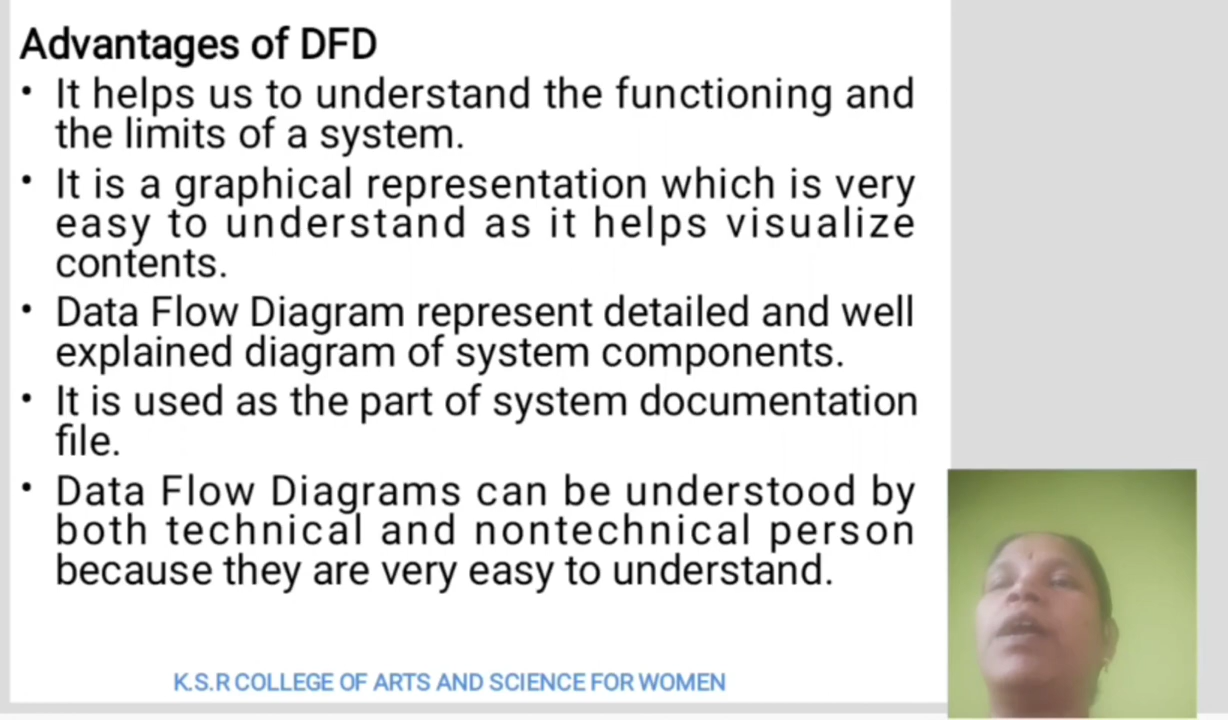 Advantages of DFD
• It helps us to understand the functioning and
the limits of a system.
• It is a graphical representation which is very
easy to understand as it helps visualize
contents.
• Data Flow Diagram represent detailed and well
explained diagram of system components.
• It is used as the part of system documentation
file.
• Data Flow Diagrams can be understood by
both technical and nontechnical person
because they are very easy to understand.
K.S.R COLLEGE OF ARTS AND SCIENCE FOR WOMEN